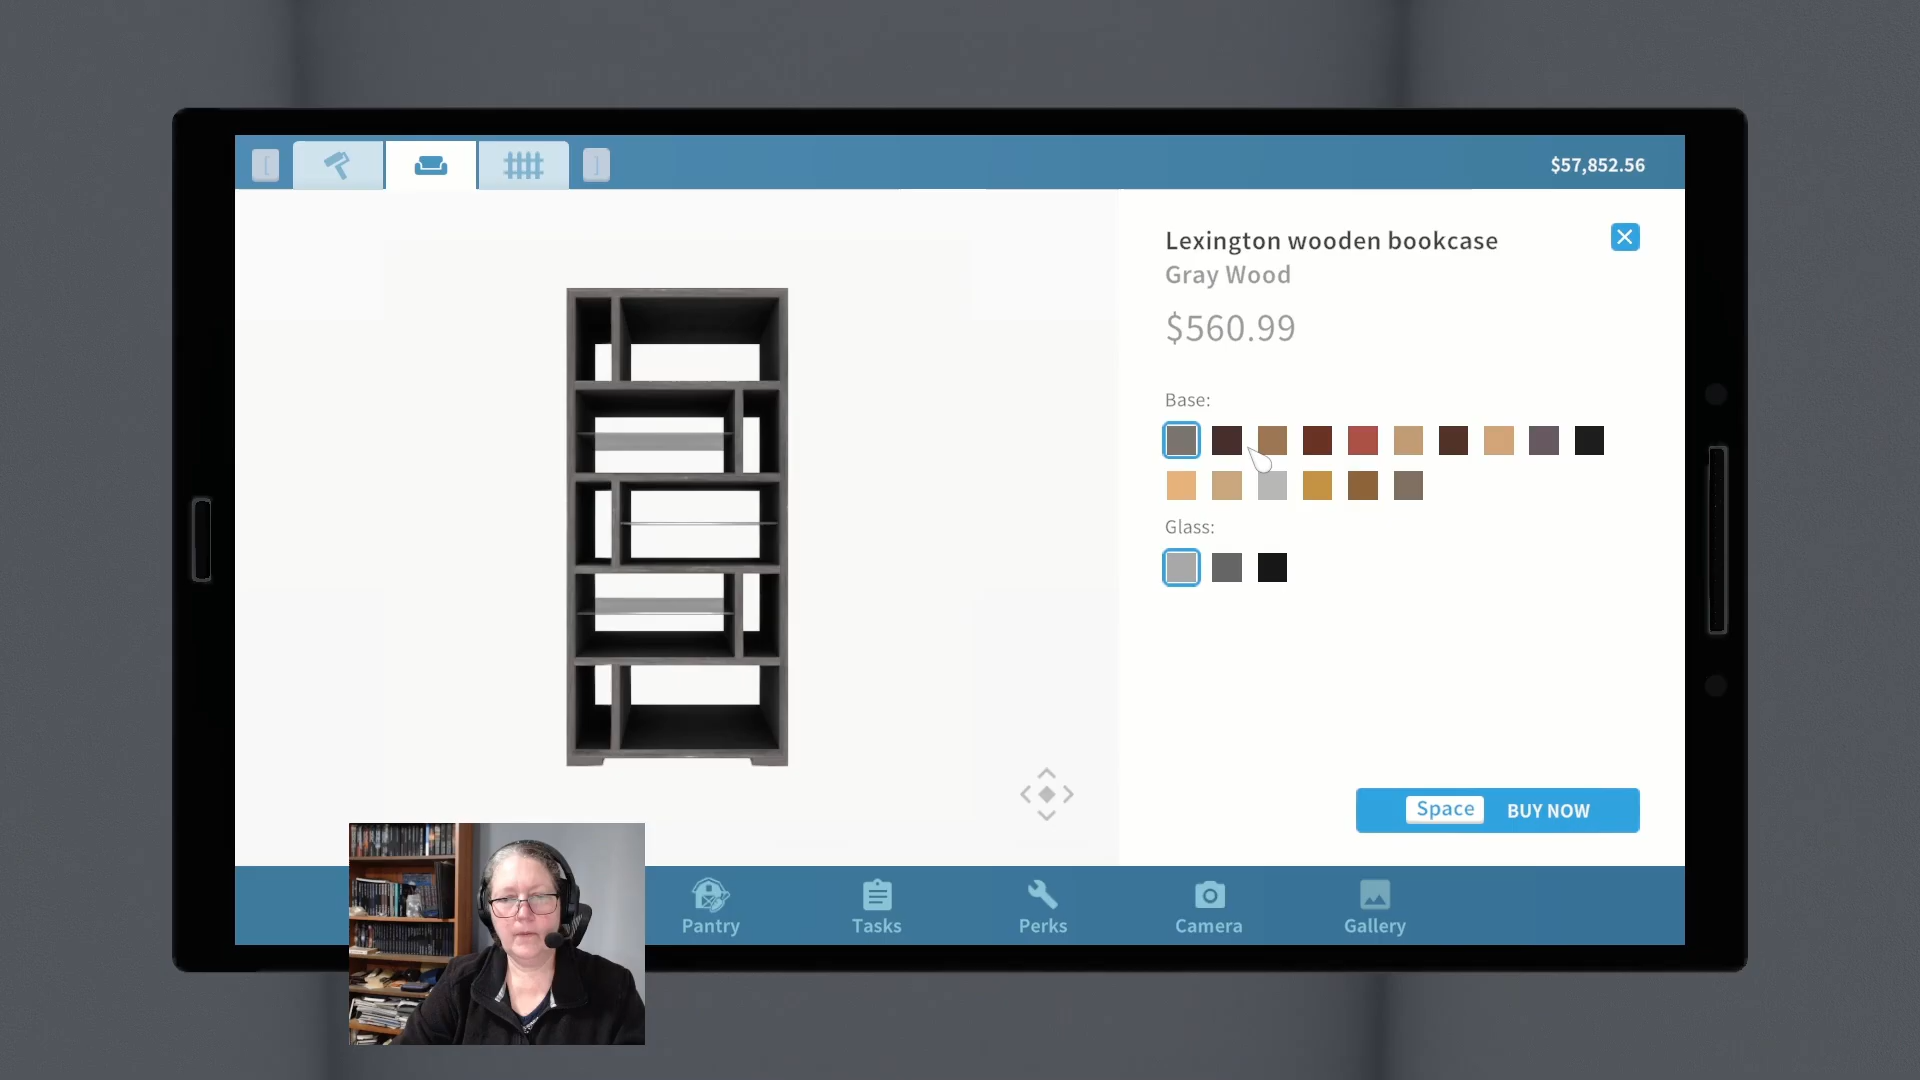 [
]
$57,852.56
Lexington wooden bookcase
Gray Wood
$560.99
Base:
Glass:
Space BUY NOW
Pantry
Tasks
Perks
Camera
Gallery